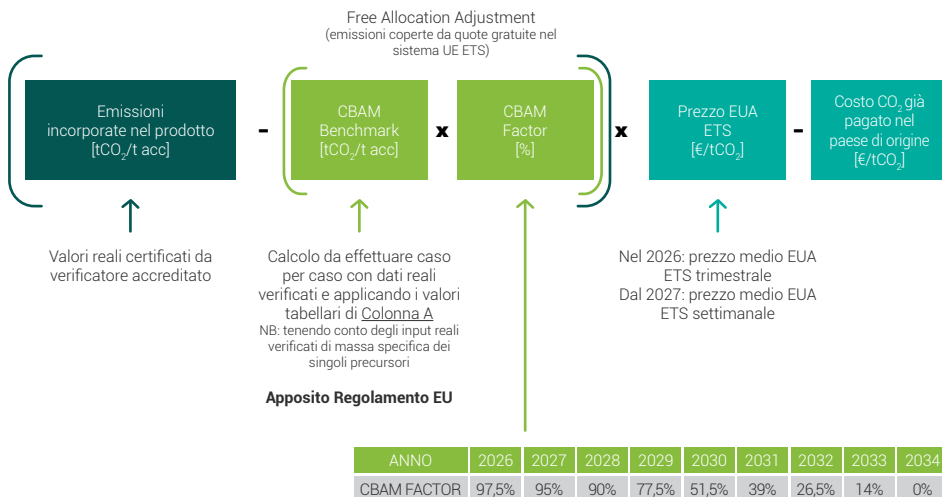 Free Allocation Adjustment
(emissioni coperte da quote gratuite nel
sistema UE ETS)
Emissioni
incorporate nel prodotto
[tCO₂/t acc]
-
CBAM
Benchmark
[tCO₂/t acc]
x
CBAM
Factor
[%]
x
Prezzo EUA
ETS
[€/tCO₂]
-
Costo CO₂ già
pagato nel
paese di origine
[€/tCO₂]
Valori reali certificati da
verificatore accreditato
Calcolo da effettuare caso
per caso con dati reali
verificati e applicando i valori
tabellari di Colonna A
NB: tenendo conto degli input reali
verificati di massa specifica dei
singoli precursori
Apposito Regolamento EU
Nel 2026: prezzo medio EUA
ETS trimestrale
Dal 2027: prezzo medio EUA
ETS settimanale
ANNO 2026 2027 2028 2029 2030 2031 2032 2033 2034
CBAM FACTOR 97,5% 95% 90% 77,5% 51,5% 39% 26,5% 14% 0%